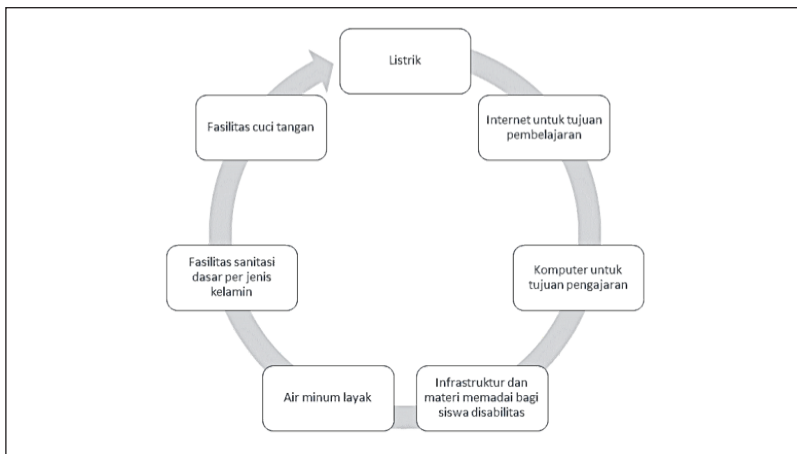 Listrik
Internet untuk tujuan
pembelajaran
Komputer untuk
tujuan pengajaran
Infrastruktur dan
materi memadai bagi
siswa disabilitas
Air minum layak
Fasilitas sanitasi
dasar per jenis
kelamin
Fasilitas cuci tangan